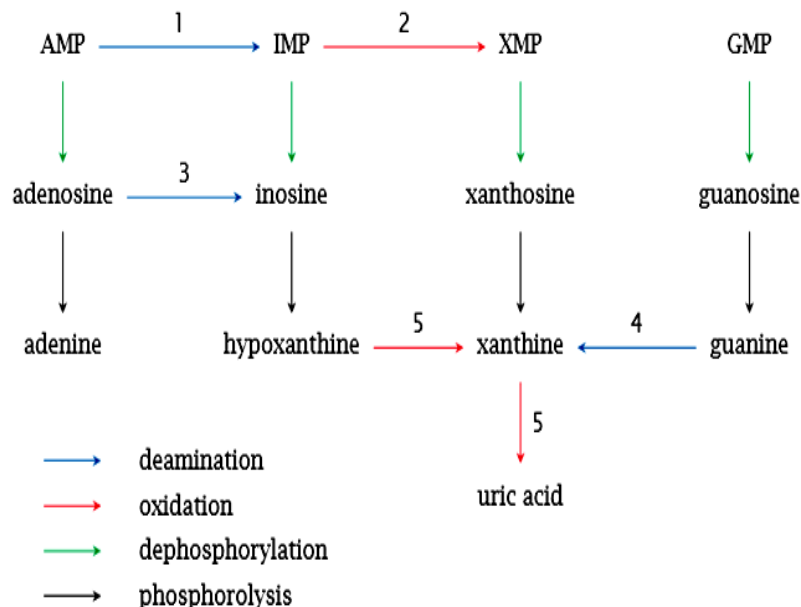 1 2
AMP IMP XMP GMP
3
adenosine inosine xanthosine guanosine
5 4
adenine hypoxanthine xanthine guanine
5
deamination
uric acid
oxidation
dephosphorylation
phosphorolysis